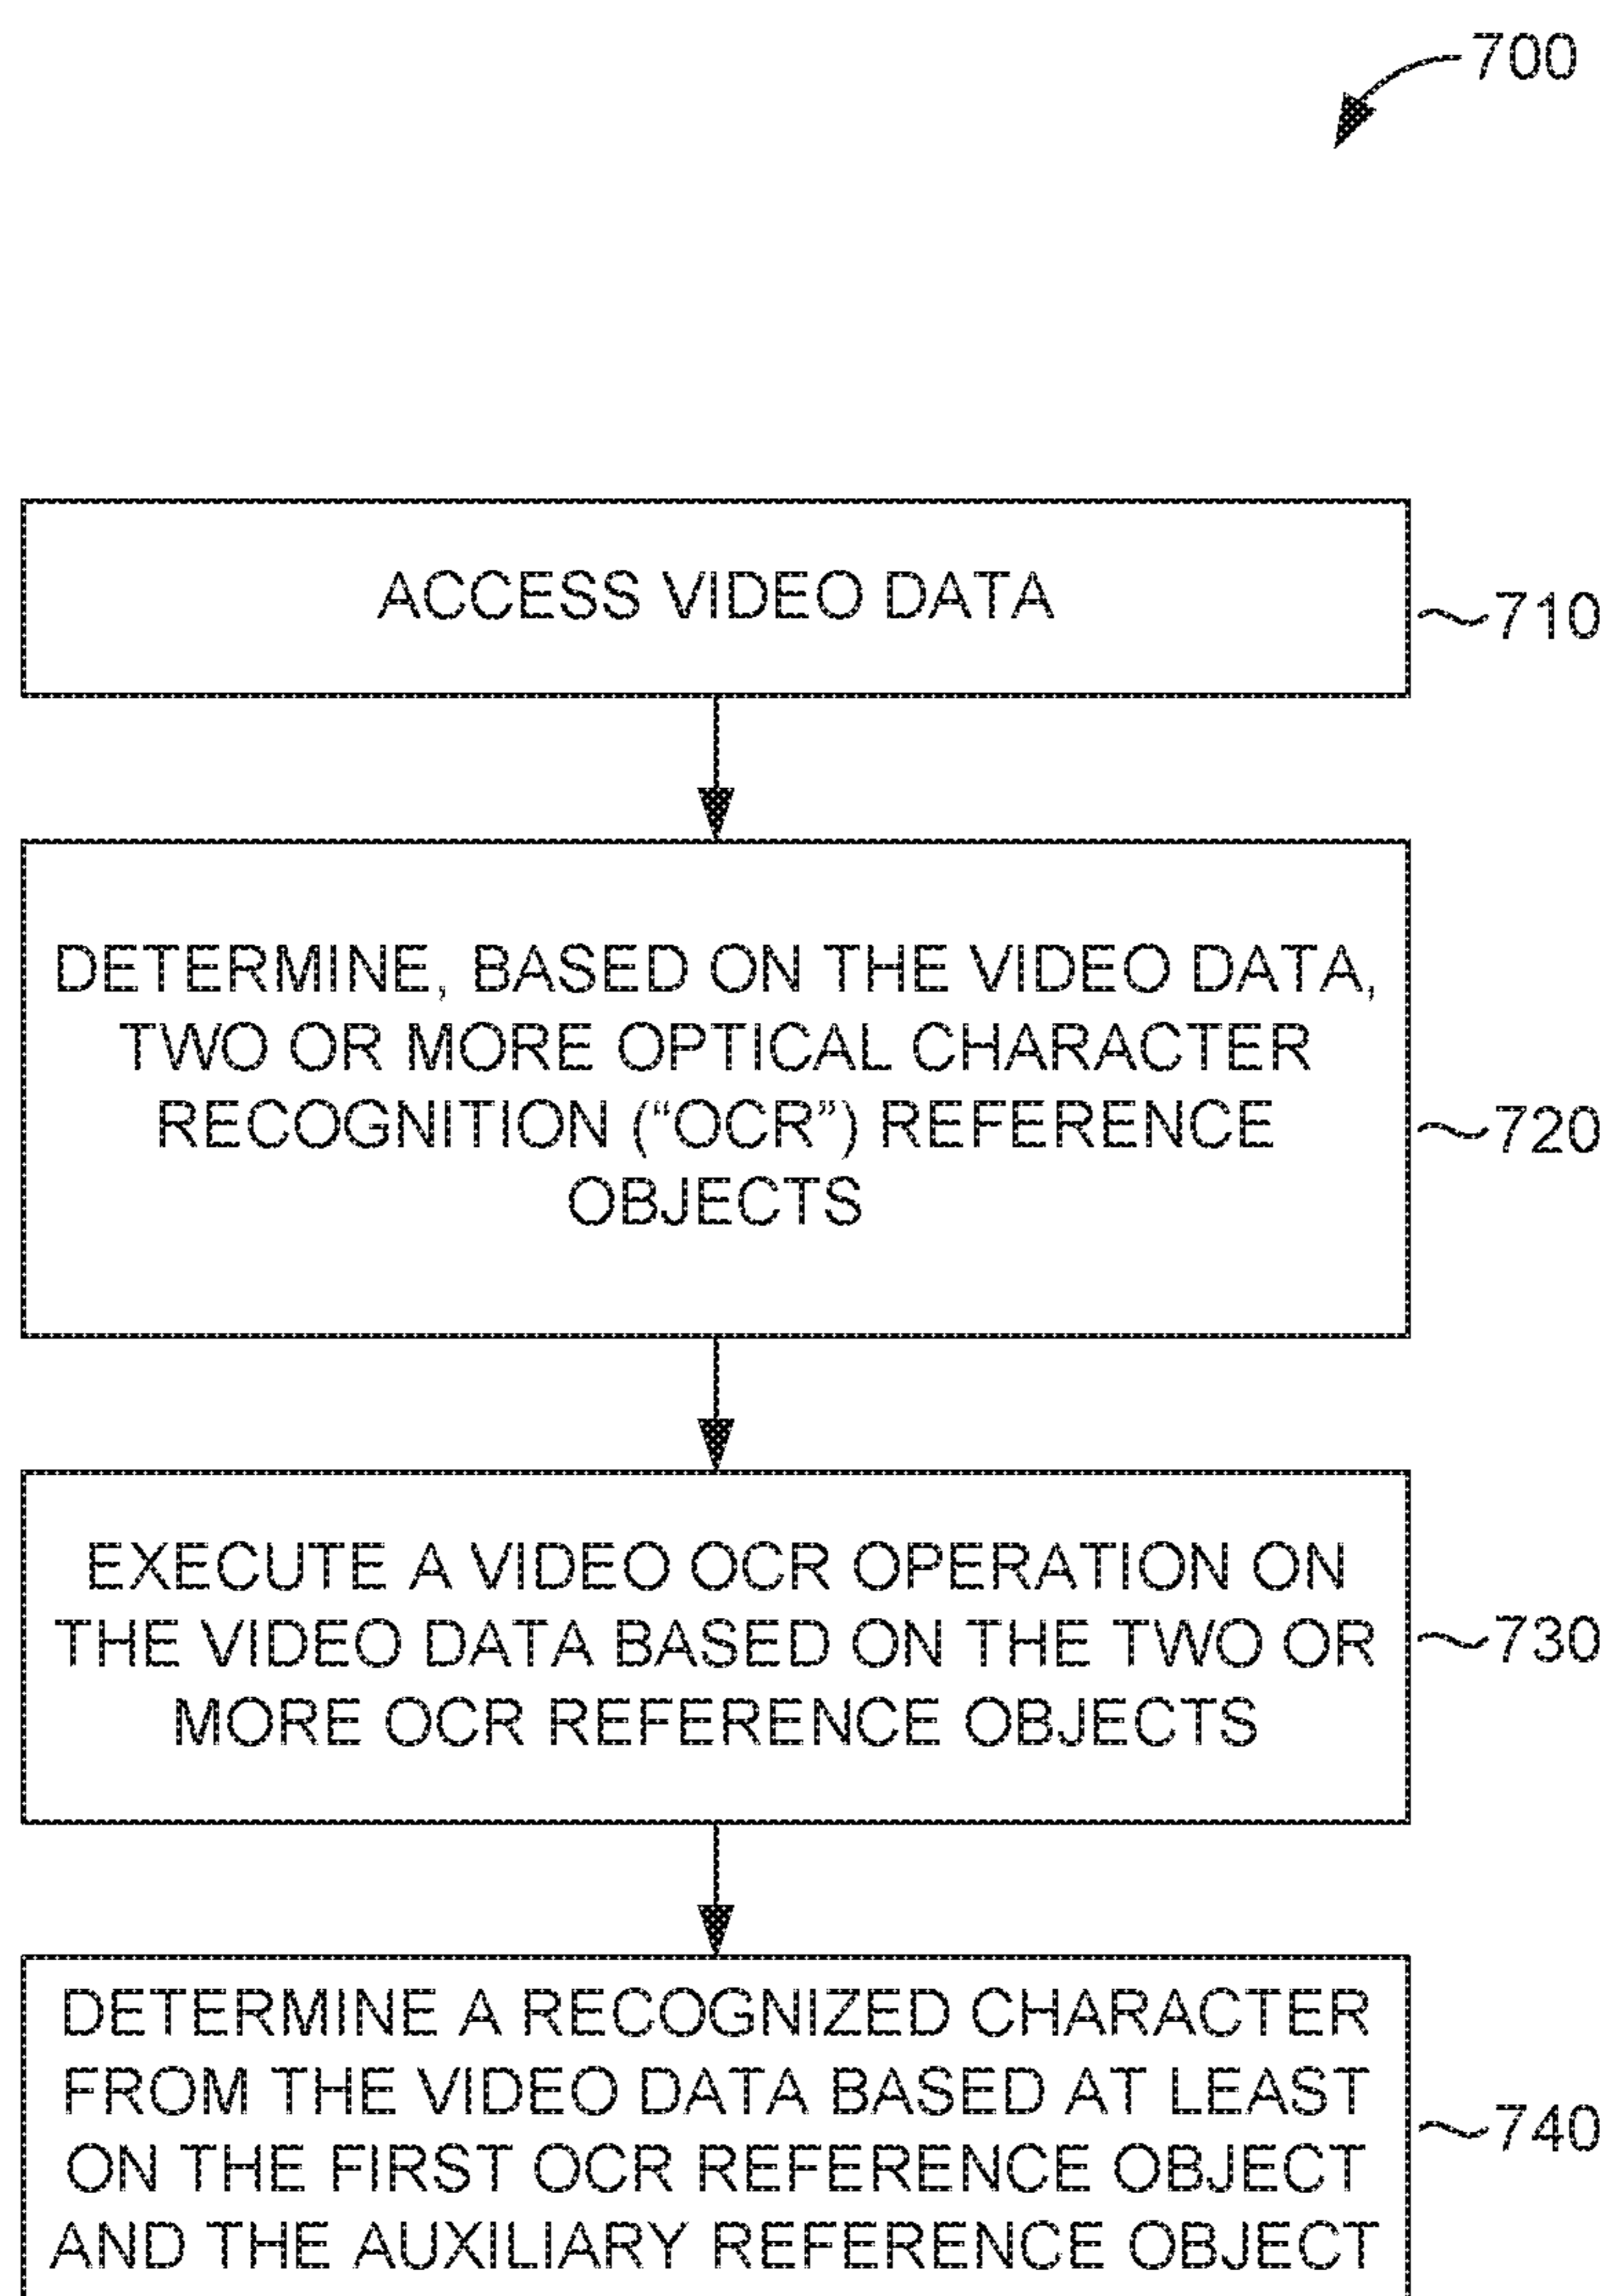 700
ACCESS VIDEO DATA
710
DETERMINE, BASED ON THE VIDEO DATA,
TWO OR MORE OPTICAL CHARACTER
RECOGNITION (“OCR”) REFERENCE
OBJECTS
720
EXECUTE A VIDEO OCR OPERATION ON
THE VIDEO DATA BASED ON THE TWO OR
MORE OCR REFERENCE OBJECTS
730
DETERMINE A RECOGNIZED CHARACTER
FROM THE VIDEO DATA BASED AT LEAST
ON THE FIRST OCR REFERENCE OBJECT
AND THE AUXILIARY REFERENCE OBJECT
740